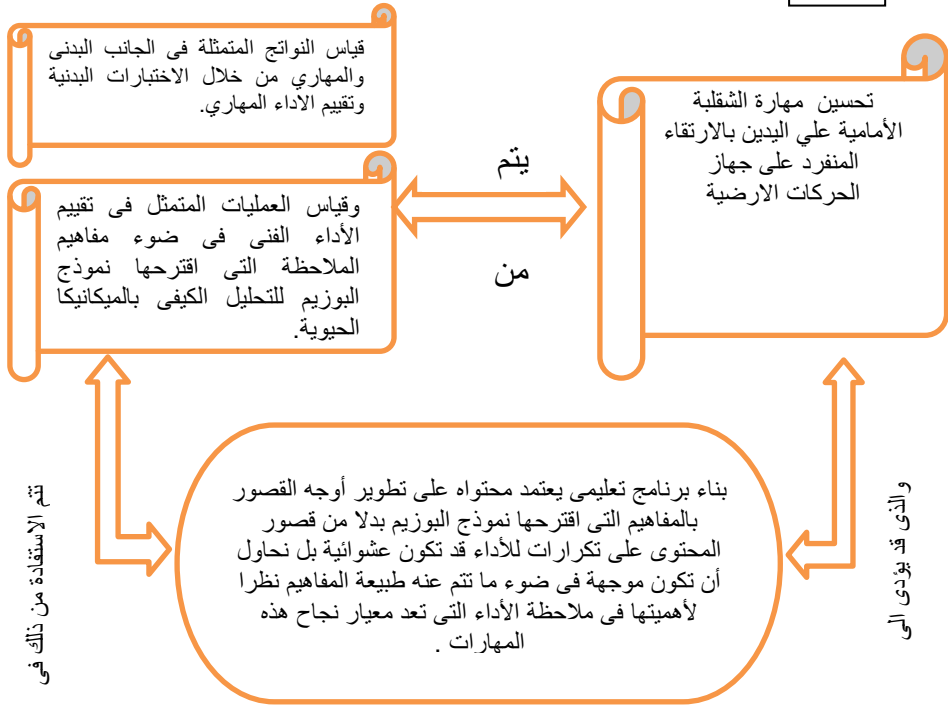 قياس النواتج المتمثلة فى الجانب البدنى
والمهاري من خلال الاختبارات البدنية
وتقييم الاداء المهاري.
تحسين مهارة الشقلبة
الأمامية علي اليدين بالارتقاء
المنفرد على جهاز
الحركات الارضية
يتم
من
وقياس العمليات المتمثل فى تقييم
الأداء الفنى فى ضوء مفاهيم
الملاحظة التى اقترحها نموذج
البوزيم للتحليل الكيفى بالميكانيكا
الحيوية.
والذى قد يؤدى الى
بناء برنامج تعليمى يعتمد محتواه على تطوير أوجه القصور
بالمفاهيم التى اقترحها نموذج البوزيم بدلا من قصور
المحتوى على تكرارات للأداء قد تكون عشوائية بل نحاول
أن تكون موجهة فى ضوء ما تتم عنه طبيعة المفاهيم نظرا
لأهميتها فى ملاحظة الأداء التى تعد معيار نجاح هذه
المهارات .
تتم الاستفادة من ذلك فى